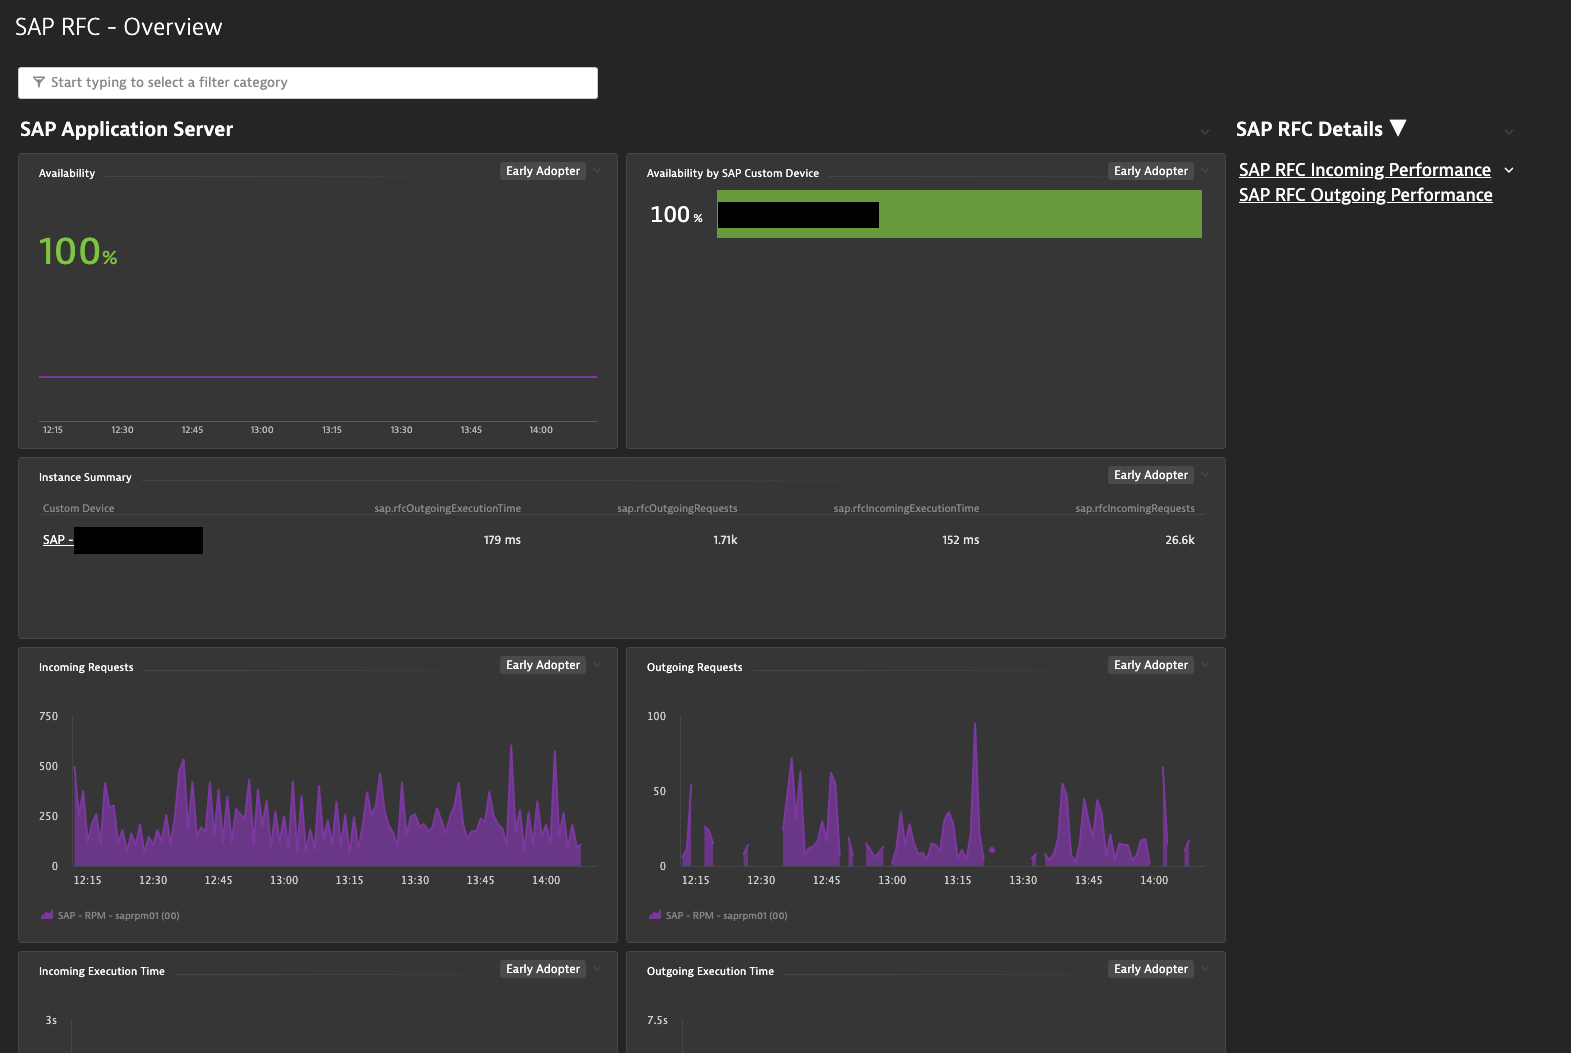 SAP RFC - Overview
Start typing to select a filter category
SAP Application Server
SAP RFC Details ▼
Availability
Early Adopter
Availability by SAP Custom Device
Early Adopter
SAP RFC Incoming Performance
SAP RFC Outgoing Performance
100%
100 %
12:15 12:30 12:45 13:00 13:15 13:30 13:45 14:00
Instance Summary
Early Adopter
Custom Device sap.rfcOutgoingExecutionTime sap.rfcOutgoingRequests sap.rfcIncomingExecutionTime sap.rfcIncomingRequests
SAP - 179 ms 1.71k 152 ms 26.6k
Incoming Requests
Early Adopter
750
500
250
0
12:15 12:30 12:45 13:00 13:15 13:30 13:45 14:00
SAP - RPM - saprpm01 (00)
Outgoing Requests
Early Adopter
100
50
0
12:15 12:30 12:45 13:00 13:15 13:30 13:45 14:00
SAP - RPM - saprpm01 (00)
Incoming Execution Time
Early Adopter
3s
Outgoing Execution Time
Early Adopter
7.5s